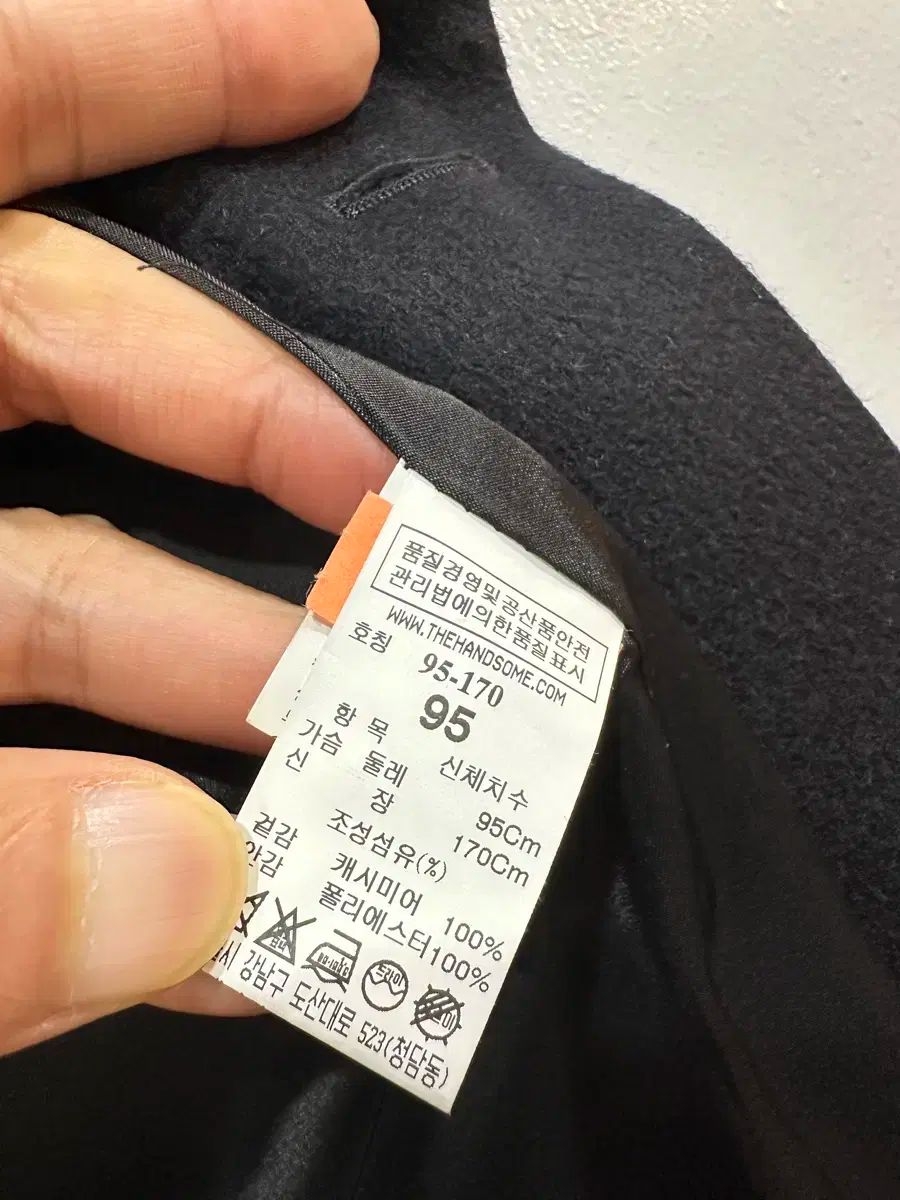 품질경영및공산품안전
관리법에의한품질표시
WWW.THEHANDSOME.COM
호칭 95-170
95
항 목 신체치수
가슴 둘레 95Cm
신 장 170Cm
조성섬유(%)
겉감 캐시미어 100%
안감 폴리에스터100%
드라이
강남구 도산대로 523(청담동)